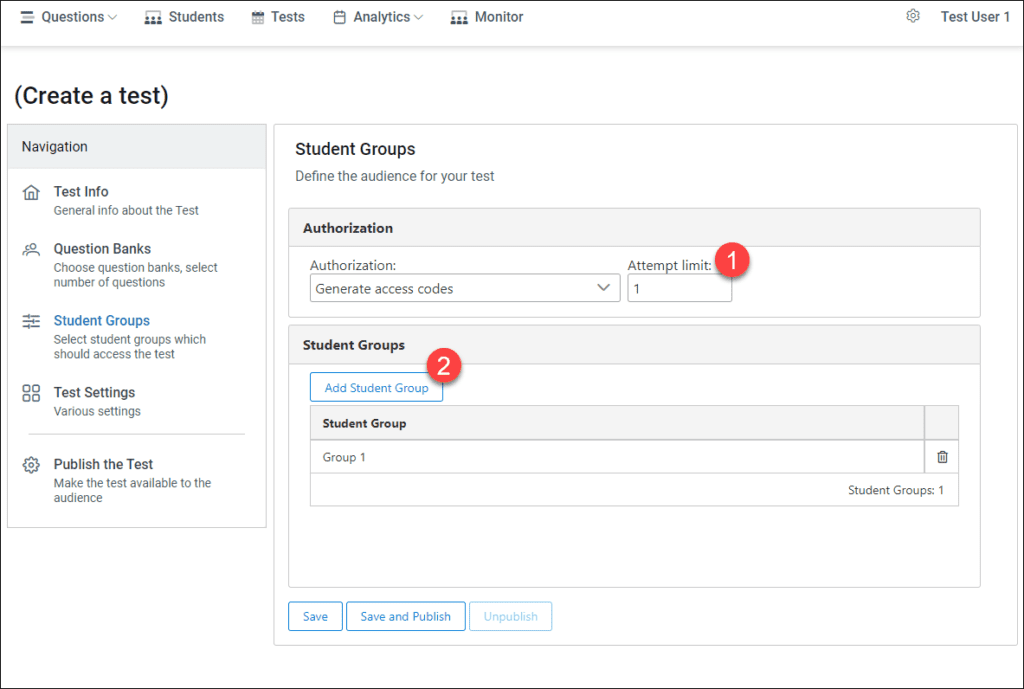 Questions Students Tests Analytics Monitor Test User 1
(Create a test)
Navigation
Test Info
General info about the Test
Question Banks
Choose question banks, select
number of questions
Student Groups
Select student groups which
should access the test
Test Settings
Various settings
Publish the Test
Make the test available to the
audience
Student Groups
Define the audience for your test
Authorization
Authorization: Attempt limit: 1
Generate access codes 1
Student Groups
2
Add Student Group
Student Group
Group 1
Student Groups: 1
Save Save and Publish Unpublish